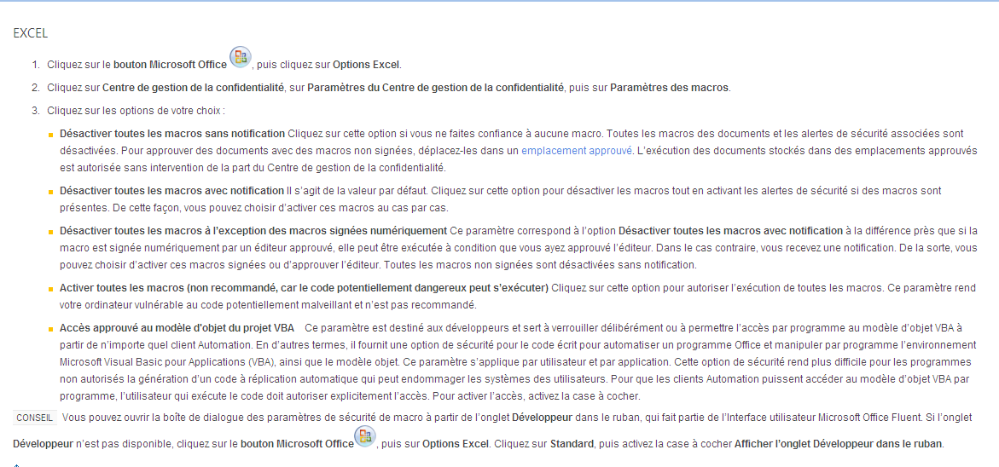 EXCEL
1. Cliquez sur le bouton Microsoft Office , puis cliquez sur Options Excel.
2. Cliquez sur Centre de gestion de la confidentialité, sur Paramètres du Centre de gestion de la confidentialité, puis sur Paramètres des macros.
3. Cliquez sur les options de votre choix :
Désactiver toutes les macros sans notification Cliquez sur cette option si vous ne faites confiance à aucune macro. Toutes les macros des documents et les alertes de sécurité associées sont
désactivées. Pour approuver des documents avec des macros non signées, déplacez-les dans un emplacement approuvé. L'exécution des documents stockés dans des emplacements approuvés
est autorisée sans intervention de la part du Centre de gestion de la confidentialité.
Désactiver toutes les macros avec notification Il s'agit de la valeur par défaut. Cliquez sur cette option pour désactiver les macros tout en activant les alertes de sécurité si des macros sont
présentes. De cette façon, vous pouvez choisir d'activer ces macros au cas par cas.
Désactiver toutes les macros à l'exception des macros signées numériquement Ce paramètre correspond à l'option Désactiver toutes les macros avec notification à la différence près que si la
macro est signée numériquement par un éditeur approuvé, elle peut être exécutée à condition que vous ayez approuvé l'éditeur. Dans le cas contraire, vous recevez une notification. De la sorte, vous
pouvez choisir d'activer ces macros signées ou d'approuver l'éditeur. Toutes les macros non signées sont désactivées sans notification.
Activer toutes les macros (non recommandé, car le code potentiellement dangereux peut s'exécuter) Cliquez sur cette option pour autoriser l'exécution de toutes les macros. Ce paramètre rend
votre ordinateur vulnérable au code potentiellement malveillant et n'est pas recommandé.
Accès approuvé au modèle d'objet du projet VBA Ce paramètre est destiné aux développeurs et sert à verrouiller délibérément ou à permettre l'accès par programme au modèle d'objet VBA à
partir de n'importe quel client Automation. En d'autres termes, il fournit une option de sécurité pour le code écrit pour automatiser un programme Office et manipuler par programme l'environnement
Microsoft Visual Basic pour Applications (VBA), ainsi que le modèle objet. Ce paramètre s'applique par utilisateur et par application. Cette option de sécurité rend plus difficile pour les programmes
non autorisés la génération d'un code à réplication automatique qui peut endommager les systèmes des utilisateurs. Pour que les clients Automation puissent accéder au modèle d'objet VBA par
programme, l'utilisateur qui exécute le code doit autoriser explicitement l'accès. Pour activer l'accès, activez la case à cocher.
CONSEIL Vous pouvez ouvrir la boîte de dialogue des paramètres de sécurité de macro à partir de l'onglet Développeur dans le ruban, qui fait partie de l'Interface utilisateur Microsoft Office Fluent. Si l'onglet
Développeur n'est pas disponible, cliquez sur le bouton Microsoft Office , puis sur Options Excel. Cliquez sur Standard, puis activez la case à cocher Afficher l'onglet Développeur dans le ruban.